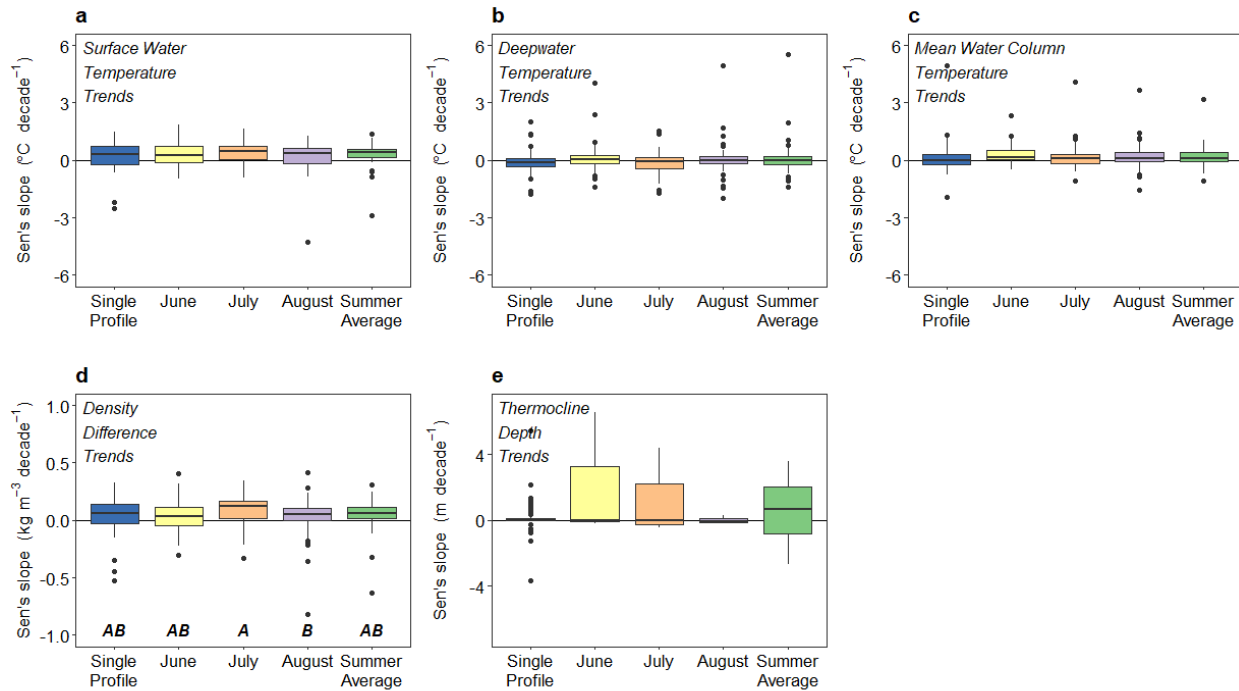 a
Surface Water
Temperature
Trends
Sen's slope (°C decade⁻¹)
6
3
0
-3
-6
Single Profile
June
July
August
Summer Average
b
Deepwater
Temperature
Trends
Sen's slope (°C decade⁻¹)
6
3
0
-3
-6
Single Profile
June
July
August
Summer Average
c
Mean Water Column
Temperature
Trends
Sen's slope (°C decade⁻¹)
6
3
0
-3
-6
Single Profile
June
July
August
Summer Average
d
Density
Difference
Trends
Sen's slope (kg m⁻³ decade⁻¹)
1.0
0.5
0.0
-0.5
-1.0
AB
AB
A
B
AB
Single Profile
June
July
August
Summer Average
e
Thermocline
Depth
Trends
Sen's slope (m decade⁻¹)
4
0
-4
Single Profile
June
July
August
Summer Average